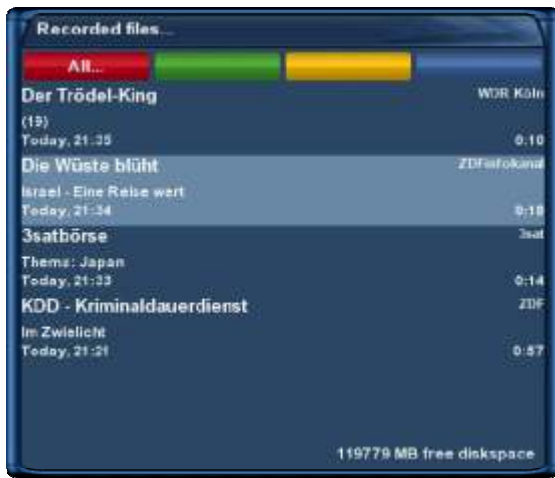 Recorded files...
All...
Der Trödel-King WDR Köln
(19)
Today, 21:35 0:10
Die Wüste blüht ZDFinfokanal
Israel - Eine Reise wert
Today, 21:34 0:18
3satbörse 3sat
Thema: Japan
Today, 21:33 0:14
KDD - Kriminaldauerdienst ZDF
Im Zwielicht
Today, 21:21 0:57
119779 MB free diskspace